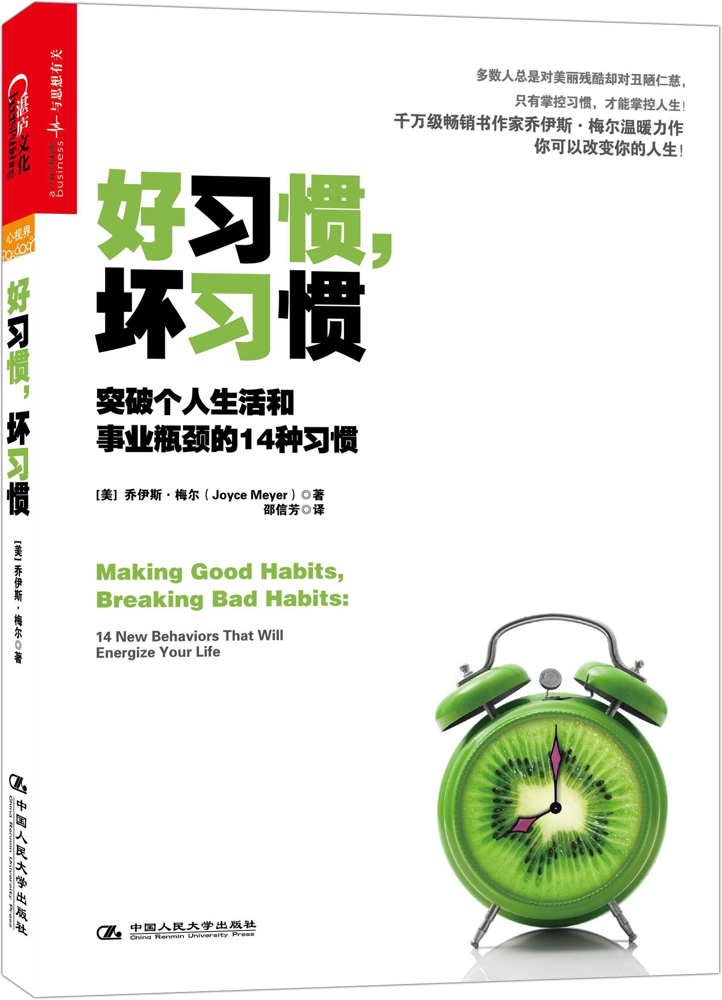 湛庐文化
CheersPublishing
与思想有关
a mindstyle
business
心视界
好习惯,坏习惯
[美]乔伊斯·梅尔◎著
中国人民大学出版社
China Renmin University Press
多数人总是对美丽残酷却对丑陋仁慈,
只有掌控习惯,才能掌控人生!
千万级畅销书作家乔伊斯·梅尔温暖力作
你可以改变你的人生!
好习惯,
坏习惯
突破个人生活和
事业瓶颈的14种习惯
[美] 乔伊斯·梅尔(Joyce Meyer)◎著
邵信芳◎译
Making Good Habits,
Breaking Bad Habits:
14 New Behaviors That Will
Energize Your Life
中国人民大学出版社
China Renmin University Press